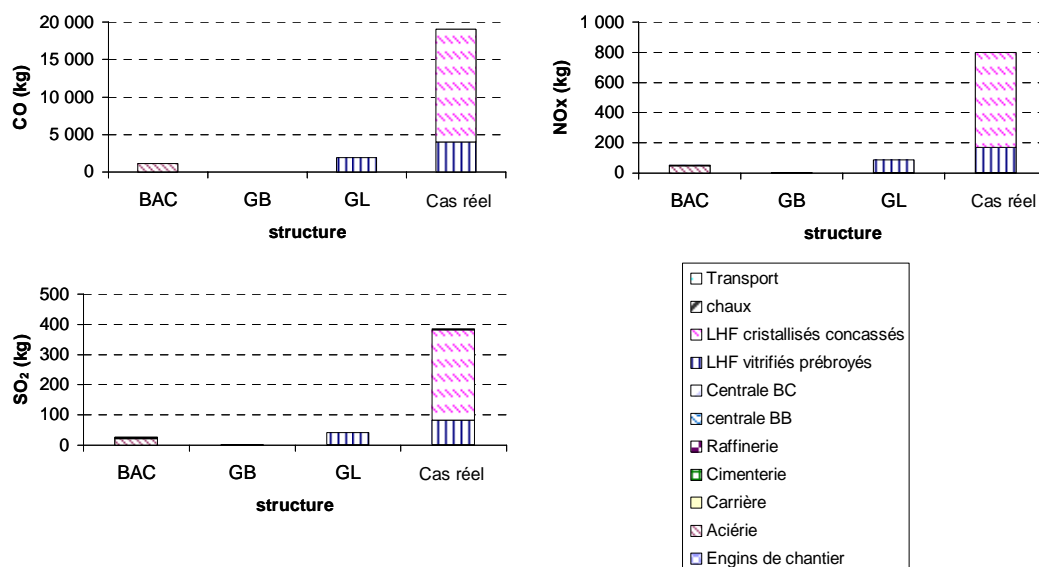 20 000
15 000
10 000
5 000
0
CO (kg)
BAC GB GL Cas réel
structure
1 000
800
600
400
200
0
NOx (kg)
BAC GB GL Cas réel
structure
500
400
300
200
100
0
SO₂ (kg)
BAC GB GL Cas réel
structure
Transport
chaux
LHF cristallisés concassés
LHF vitrifiés prébroyés
Centrale BC
centrale BB
Raffinerie
Cimenterie
Carrière
Aciérie
Engins de chantier